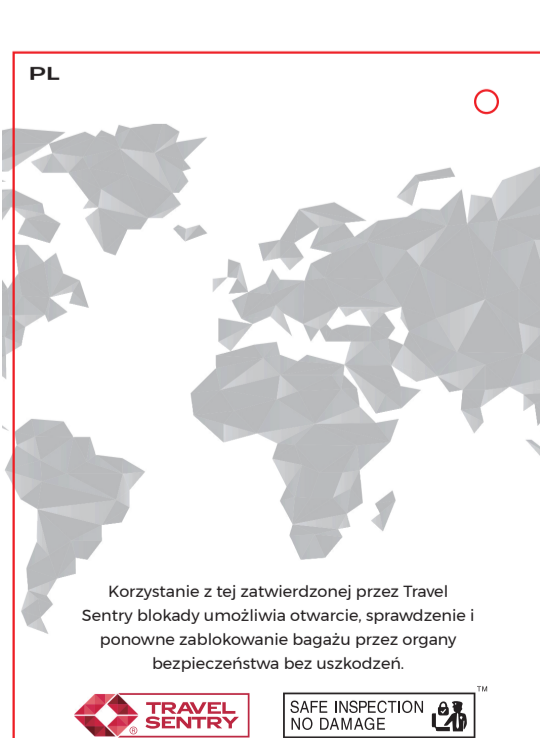 PL
Korzystanie z tej zatwierdzonej przez Travel
Sentry blokady umożliwia otwarcie, sprawdzenie i
ponowne zablokowanie bagażu przez organy
bezpieczeństwa bez uszkodzeń.
TRAVEL
SENTRY
®
SAFE INSPECTION
NO DAMAGE
™